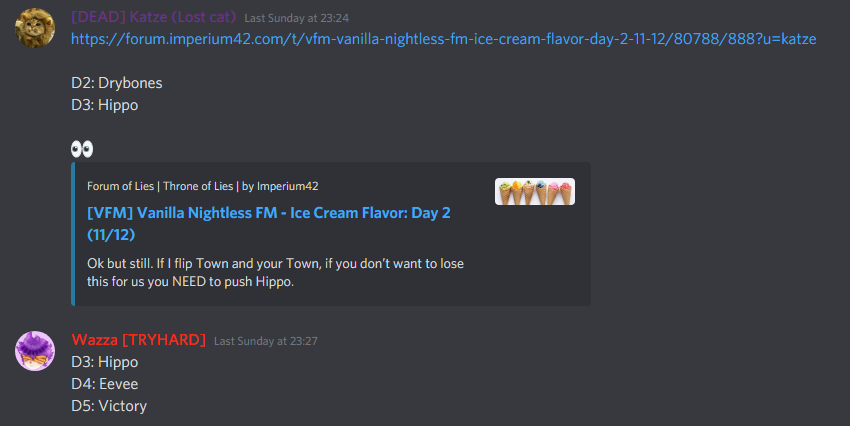 [DEAD] Katze (Lost cat) Last Sunday at 23:24
https://forum.imperium42.com/t/vfm-vanilla-nightless-fm-ice-cream-flavor-day-2-11-12/80788/888?u=katze
D2: Drybones
D3: Hippo
👀
Forum of Lies | Throne of Lies | by Imperium42
[VFM] Vanilla Nightless FM - Ice Cream Flavor: Day 2
(11/12)
Ok but still. If I flip Town and your Town, if you don’t want to lose
this for us you NEED to push Hippo.
Wazza [TRYHARD] Last Sunday at 23:27
D3: Hippo
D4: Eevee
D5: Victory